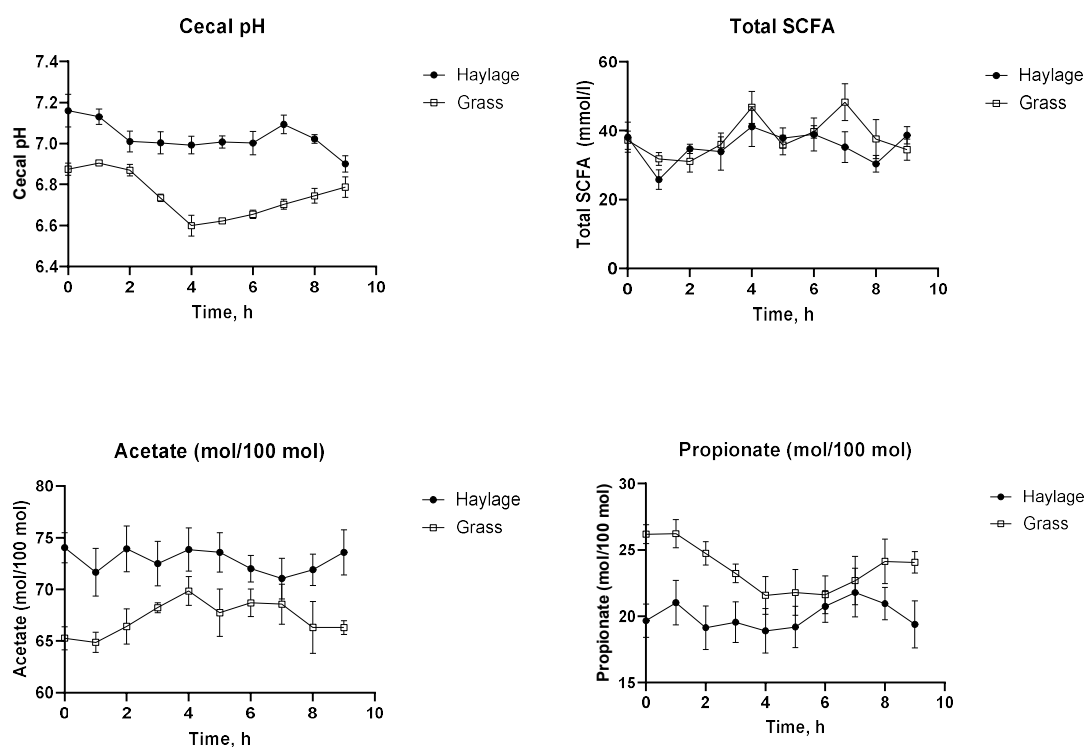 Cecal pH
7.4
7.2
7.0
6.8
6.6
6.4
Cecal pH
0 2 4 6 8 10
Time, h
Haylage
Grass
Total SCFA
60
40
20
0
Total SCFA (mmol/l)
0 2 4 6 8 10
Time, h
Haylage
Grass
Acetate (mol/100 mol)
80
75
70
65
60
Acetate (mol/100 mol)
0 2 4 6 8 10
Time, h
Haylage
Grass
Propionate (mol/100 mol)
30
25
20
15
Propionate (mol/100 mol)
0 2 4 6 8 10
Time, h
Haylage
Grass